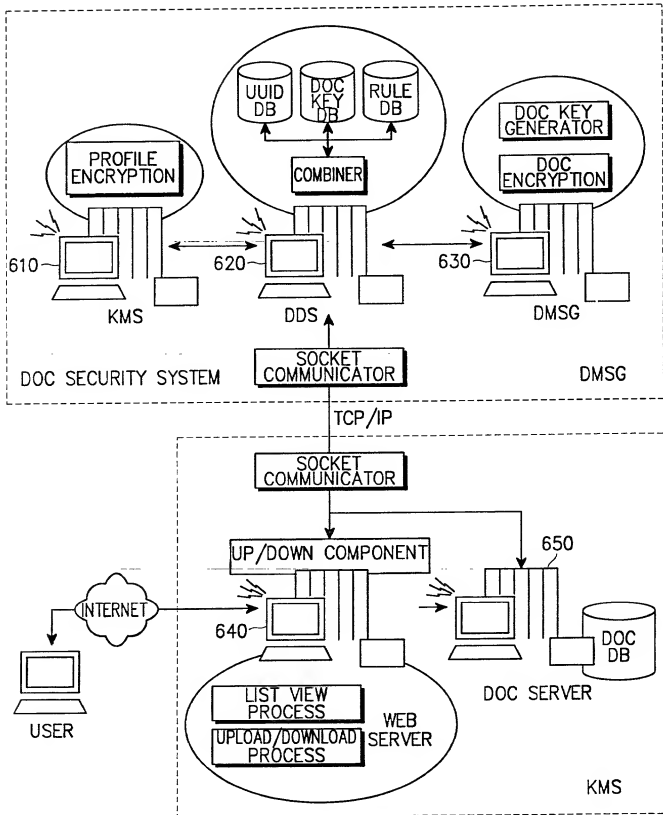 UUID
DB
DOC
KEY
DB
RULE
DB
COMBINER
PROFILE
ENCRYPTION
DOC KEY
GENERATOR
DOC
ENCRYPTION
610
620
630
KMS
DDS
DMSG
DOC SECURITY SYSTEM
SOCKET
COMMUNICATOR
DMSG
TCP/IP
SOCKET
COMMUNICATOR
UP/DOWN COMPONENT
650
INTERNET
640
DOC
DB
USER
DOC SERVER
LIST VIEW
PROCESS
UPLOAD/DOWNLOAD
PROCESS
WEB
SERVER
KMS